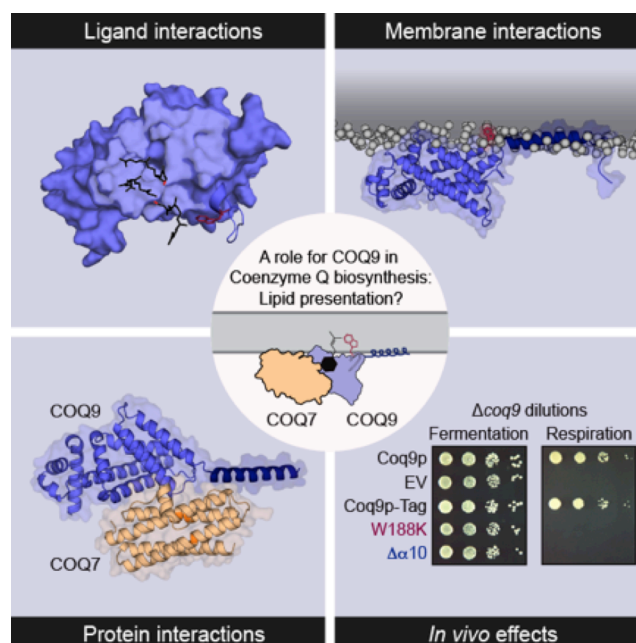 Ligand interactions
Membrane interactions
A role for COQ9 in
Coenzyme Q biosynthesis:
Lipid presentation?
COQ7 COQ9
COQ9
COQ7
Δcoq9 dilutions
Fermentation Respiration
Coq9p
EV
Coq9p-Tag
W188K
Δα10
Protein interactions
In vivo effects